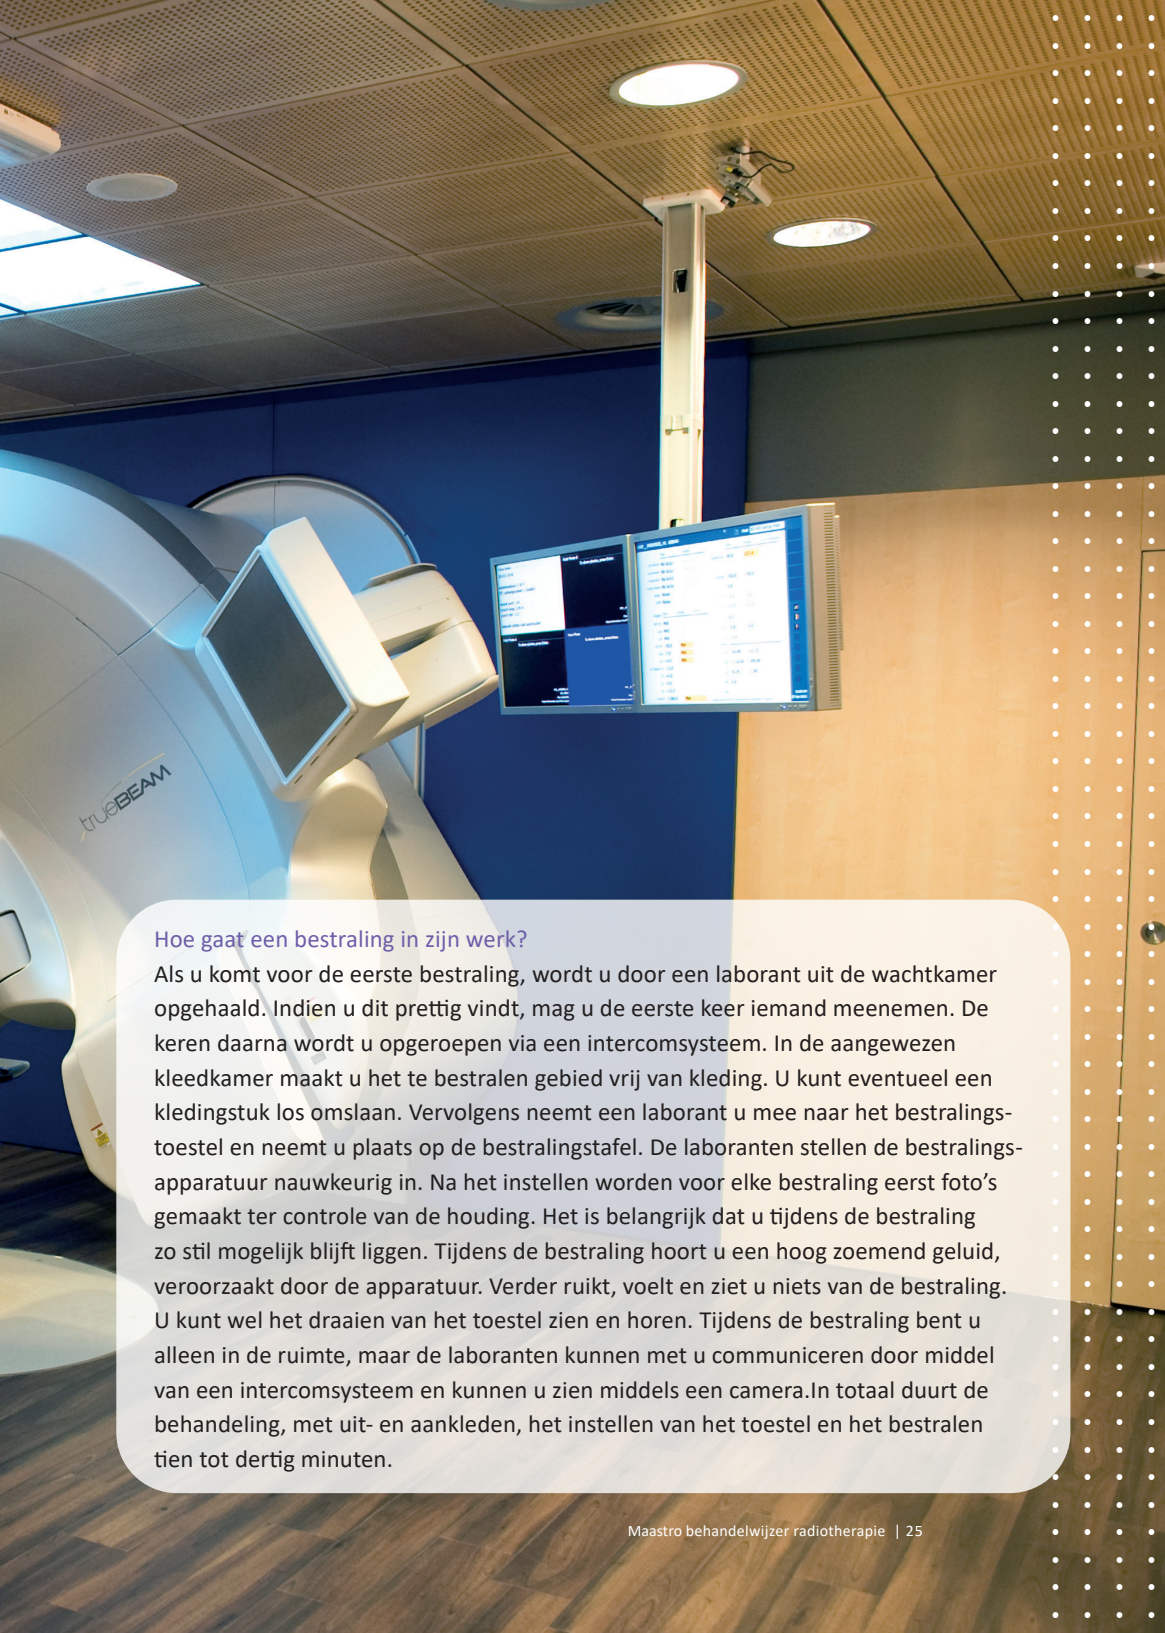 trueBEAM
Hoe gaat een bestraling in zijn werk?
Als u komt voor de eerste bestraling, wordt u door een laborant uit de wachtkamer
opgehaald. Indien u dit prettig vindt, mag u de eerste keer iemand meenemen. De
keren daarna wordt u opgeroepen via een intercomsysteem. In de aangewezen
kleedkamer maakt u het te bestralen gebied vrij van kleding. U kunt eventueel een
kledingstuk los omslaan. Vervolgens neemt een laborant u mee naar het bestralings-
toestel en neemt u plaats op de bestralingstafel. De laboranten stellen de bestralings-
apparatuur nauwkeurig in. Na het instellen worden voor elke bestraling eerst foto’s
gemaakt ter controle van de houding. Het is belangrijk dat u tijdens de bestraling
zo stil mogelijk blijft liggen. Tijdens de bestraling hoort u een hoog zoemend geluid,
veroorzaakt door de apparatuur. Verder ruikt, voelt en ziet u niets van de bestraling.
U kunt wel het draaien van het toestel zien en horen. Tijdens de bestraling bent u
alleen in de ruimte, maar de laboranten kunnen met u communiceren door middel
van een intercomsysteem en kunnen u zien middels een camera.In totaal duurt de
behandeling, met uit- en aankleden, het instellen van het toestel en het bestralen
tien tot dertig minuten.
Maastro behandelwijzer radiotherapie | 25